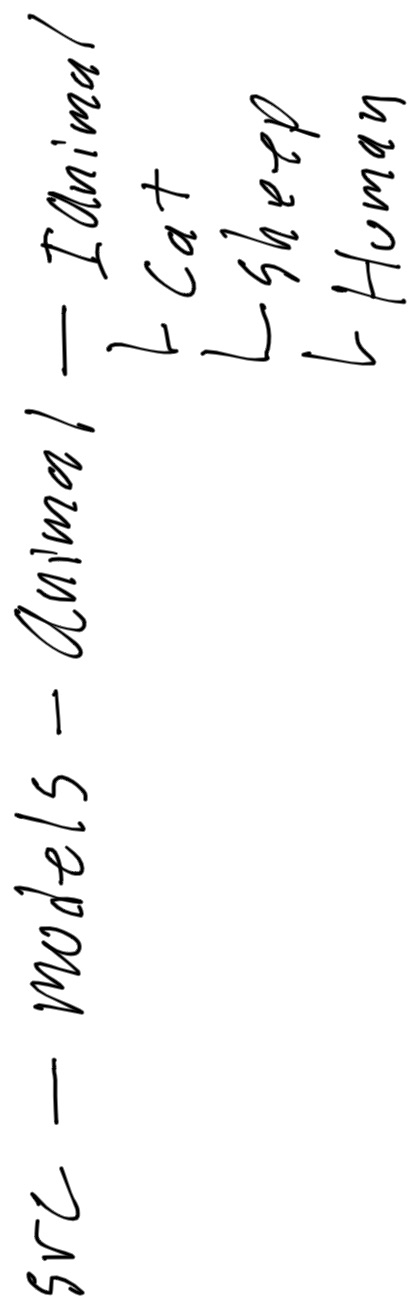 src — models — animal — IAnimal
└ Cat
└ Sheep
└ Human